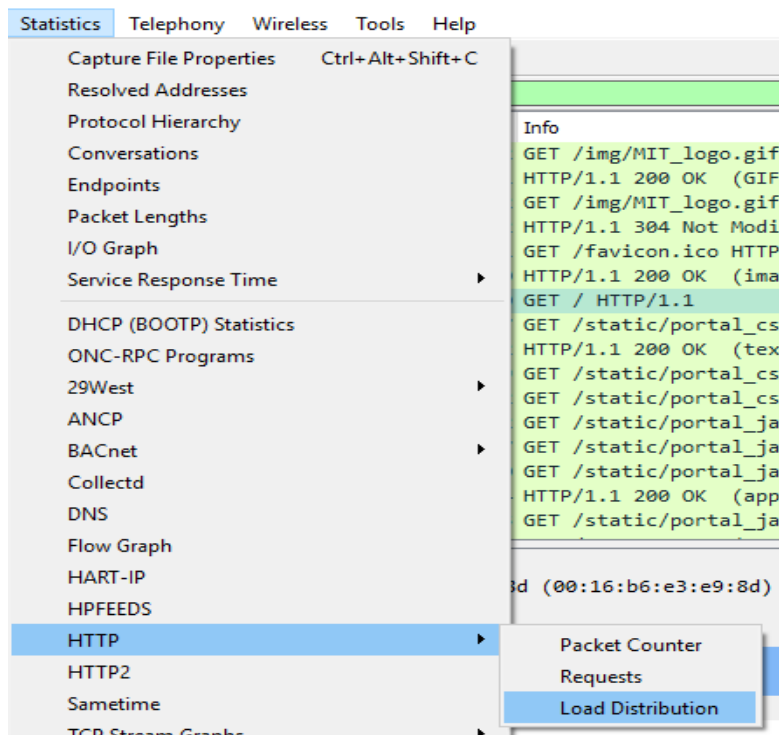 Statistics Telephony Wireless Tools Help
Capture File Properties Ctrl+Alt+Shift+C
Resolved Addresses
Protocol Hierarchy
Conversations
Endpoints
Packet Lengths
I/O Graph
Service Response Time
DHCP (BOOTP) Statistics
ONC-RPC Programs
29West
ANCP
BACnet
Collectd
DNS
Flow Graph
HART-IP
HPFEEDS
HTTP
HTTP2
Sametime
TCP Stream Graphs
Packet Counter
Requests
Load Distribution
Info
GET /img/MIT_logo.gif
HTTP/1.1 200 OK (GIF
GET /img/MIT_logo.gif
HTTP/1.1 304 Not Modi
GET /favicon.ico HTTP
HTTP/1.1 200 OK (ima
GET / HTTP/1.1
GET /static/portal_cs
HTTP/1.1 200 OK (tex
GET /static/portal_cs
GET /static/portal_cs
GET /static/portal_ja
GET /static/portal_ja
GET /static/portal_ja
HTTP/1.1 200 OK (app
GET /static/portal_ja
8d (00:16:b6:e3:e9:8d)